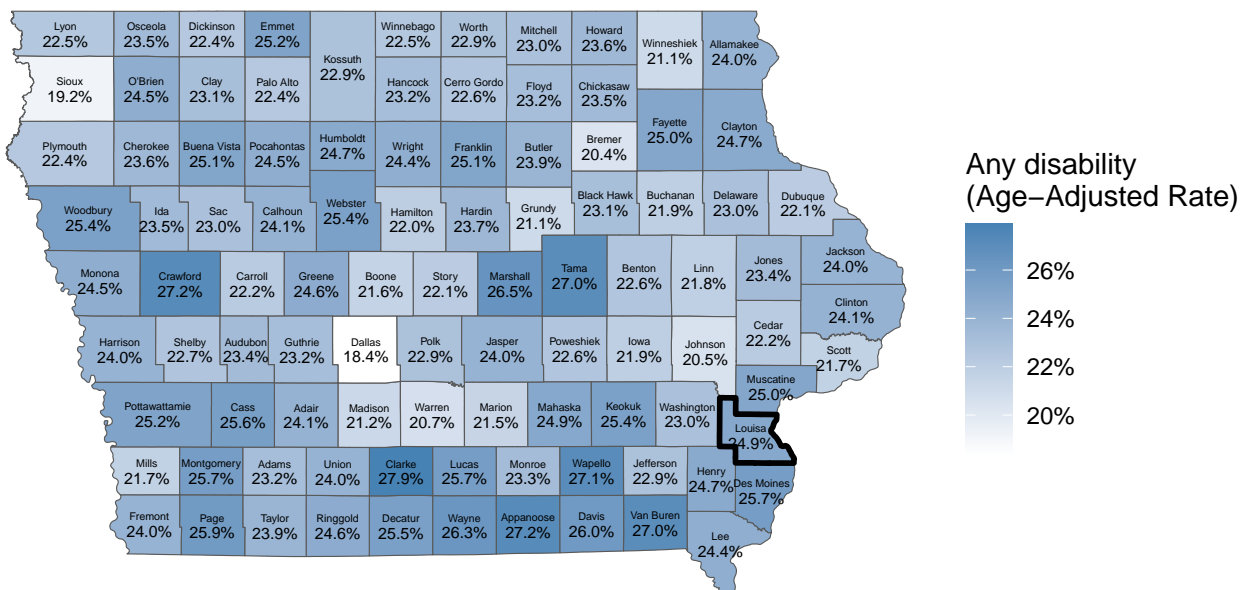 Lyon
22.5%
Osceola
23.5%
Dickinson
22.4%
Emmet
25.2%
Kossuth
22.9%
Winnebago
22.5%
Worth
22.9%
Mitchell
23.0%
Howard
23.6%
Winneshiek
21.1%
Allamakee
24.0%
Sioux
19.2%
O'Brien
24.5%
Clay
23.1%
Palo Alto
22.4%
Hancock
23.2%
Cerro Gordo
22.6%
Floyd
23.2%
Chickasaw
23.5%
Fayette
25.0%
Clayton
24.7%
Plymouth
22.4%
Cherokee
23.6%
Buena Vista
25.1%
Pocahontas
24.5%
Humboldt
24.7%
Wright
24.4%
Franklin
25.1%
Butler
23.9%
Bremer
20.4%
Woodbury
25.4%
Ida
23.5%
Sac
23.0%
Calhoun
24.1%
Webster
25.4%
Hamilton
22.0%
Hardin
23.7%
Grundy
21.1%
Black Hawk
23.1%
Buchanan
21.9%
Delaware
23.0%
Dubuque
22.1%
Monona
24.5%
Crawford
27.2%
Carroll
22.2%
Greene
24.6%
Boone
21.6%
Story
22.1%
Marshall
26.5%
Tama
27.0%
Benton
22.6%
Linn
21.8%
Jones
23.4%
Jackson
24.0%
Clinton
24.1%
Harrison
24.0%
Shelby
22.7%
Audubon
23.4%
Guthrie
23.2%
Dallas
18.4%
Polk
22.9%
Jasper
24.0%
Poweshiek
22.6%
Iowa
21.9%
Johnson
20.5%
Cedar
22.2%
Scott
21.7%
Muscatine
25.0%
Pottawattamie
25.2%
Cass
25.6%
Adair
24.1%
Madison
21.2%
Warren
20.7%
Marion
21.5%
Mahaska
24.9%
Keokuk
25.4%
Washington
23.0%
Louisa
24.9%
Mills
21.7%
Montgomery
25.7%
Adams
23.2%
Union
24.0%
Clarke
27.9%
Lucas
25.7%
Monroe
23.3%
Wapello
27.1%
Jefferson
22.9%
Henry
24.7%
Des Moines
25.7%
Fremont
24.0%
Page
25.9%
Taylor
23.9%
Ringgold
24.6%
Decatur
25.5%
Wayne
26.3%
Appanoose
27.2%
Davis
26.0%
Van Buren
27.0%
Lee
24.4%
Any disability
(Age−Adjusted Rate)
26%
24%
22%
20%